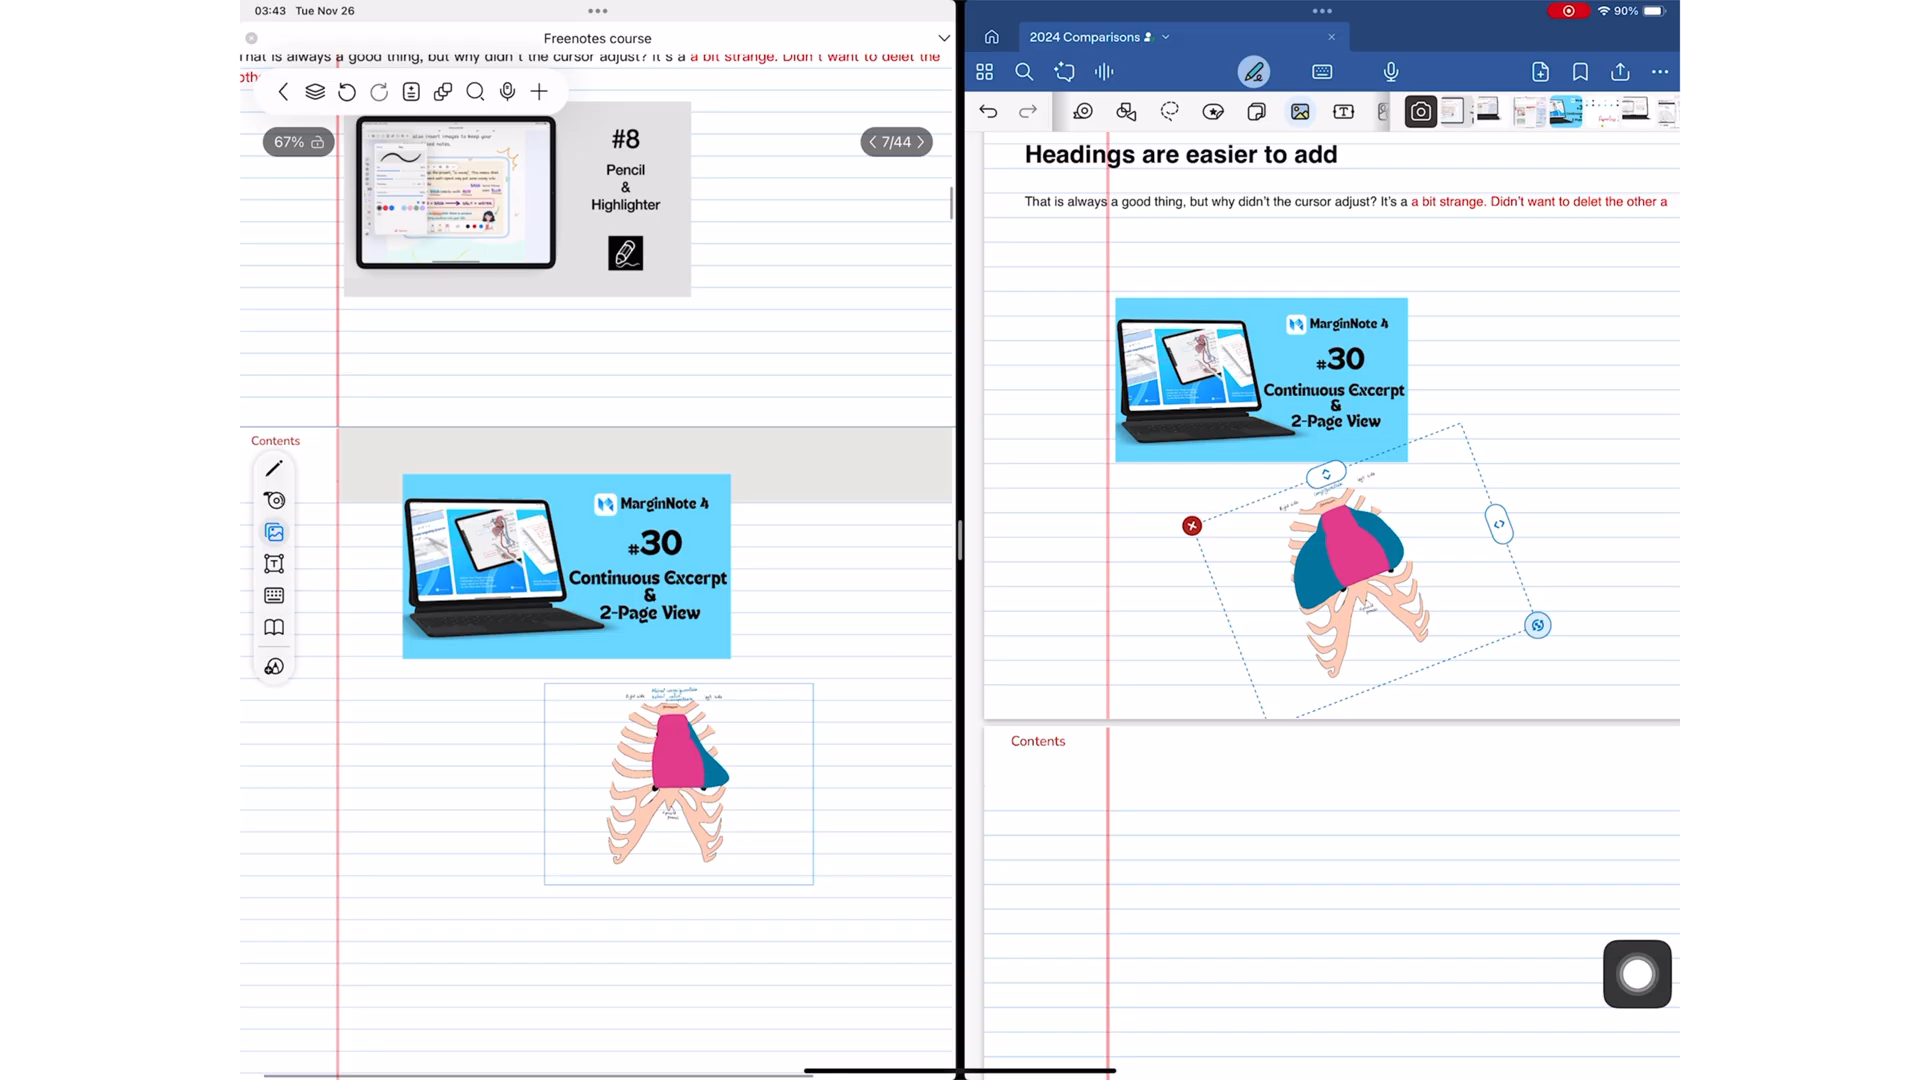 03:43 Tue Nov 26
Freenotes course
That is always a good thing, but why didn't the cursor adjust? It's a a bit strange. Didn't want to delet the
othe
67%
7/44
#8
Pencil
&
Highlighter
Contents
MarginNote 4
#30
Continuous Excerpt
&
2-Page View
90%
2024 Comparisons
Headings are easier to add
That is always a good thing, but why didn't the cursor adjust? It's a a bit strange. Didn't want to delet the other a
MarginNote 4
#30
Continuous Excerpt
&
2-Page View
Contents